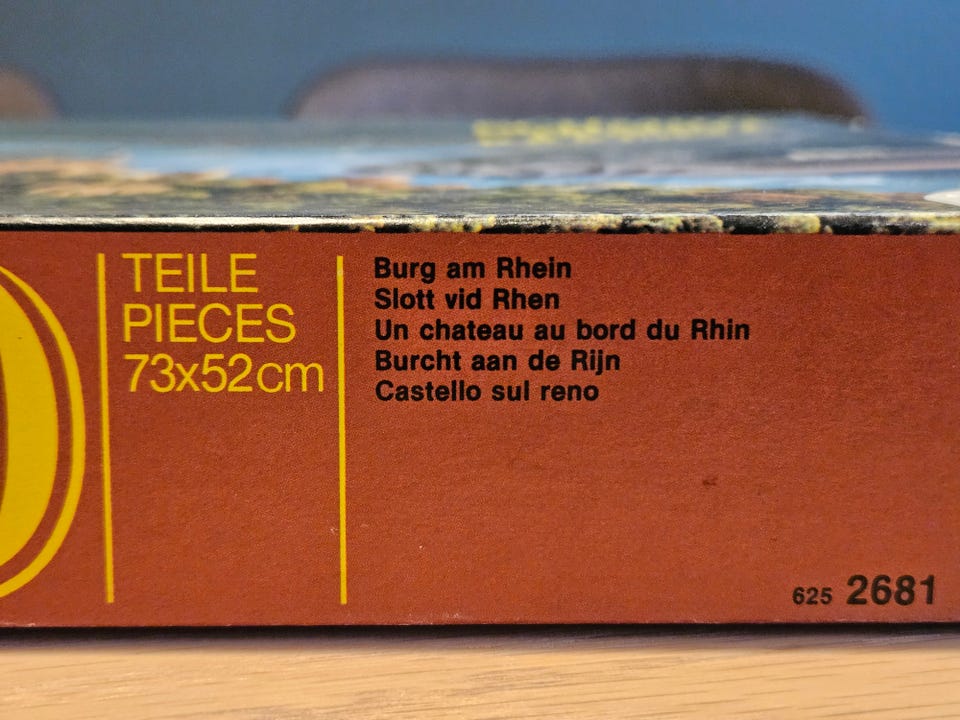 TEILE
PIECES
73x52cm
Burg am Rhein
Slott vid Rhen
Un chateau au bord du Rhin
Burcht aan de Rijn
Castello sul reno
625 2681